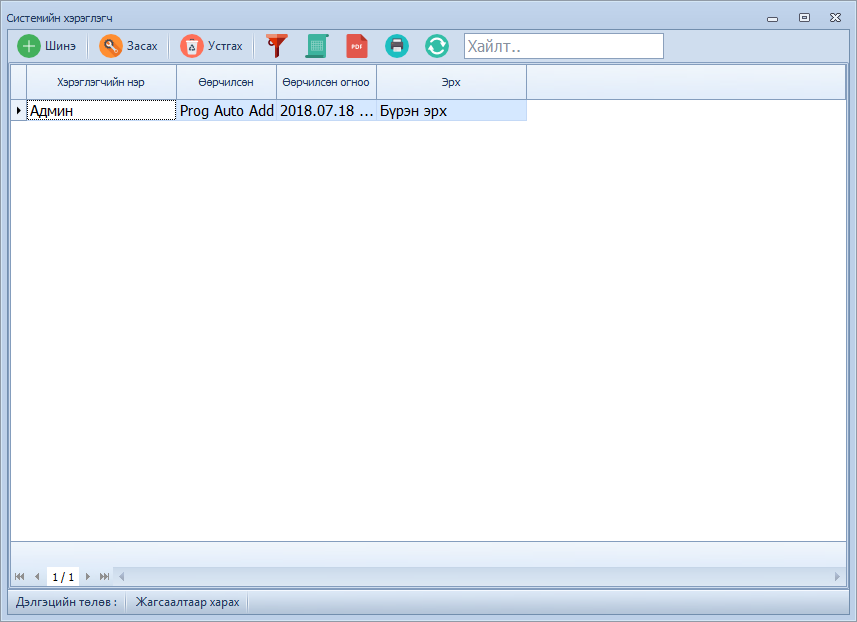 Системийн хэрэглэгч
Шинэ Засах Устгах PDF Хайлт..
Хэрэглэгчийн нэр Өөрчилсөн Өөрчилсөн огноо Эрх
Админ Prog Auto Add 2018.07.18 ... Бүрэн эрх
1 / 1
Дэлгэцийн төлөв : Жагсаалтаар харах